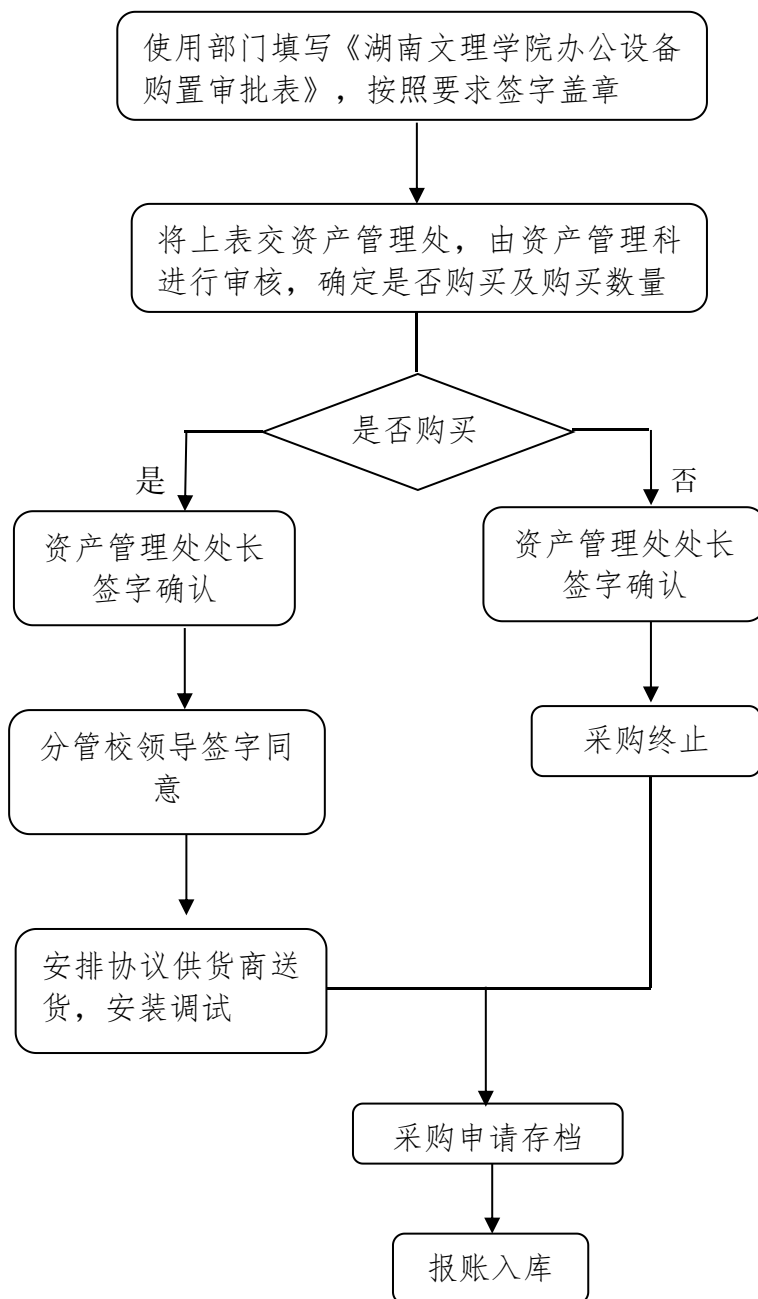 使用部门填写《湖南文理学院办公设备
购置审批表》，按照要求签字盖章
将上表交资产管理处，由资产管理科
进行审核，确定是否购买及购买数量
是否购买
是
否
资产管理处处长
签字确认
资产管理处处长
签字确认
分管校领导签字同
意
采购终止
安排协议供货商送
货，安装调试
采购申请存档
报账入库